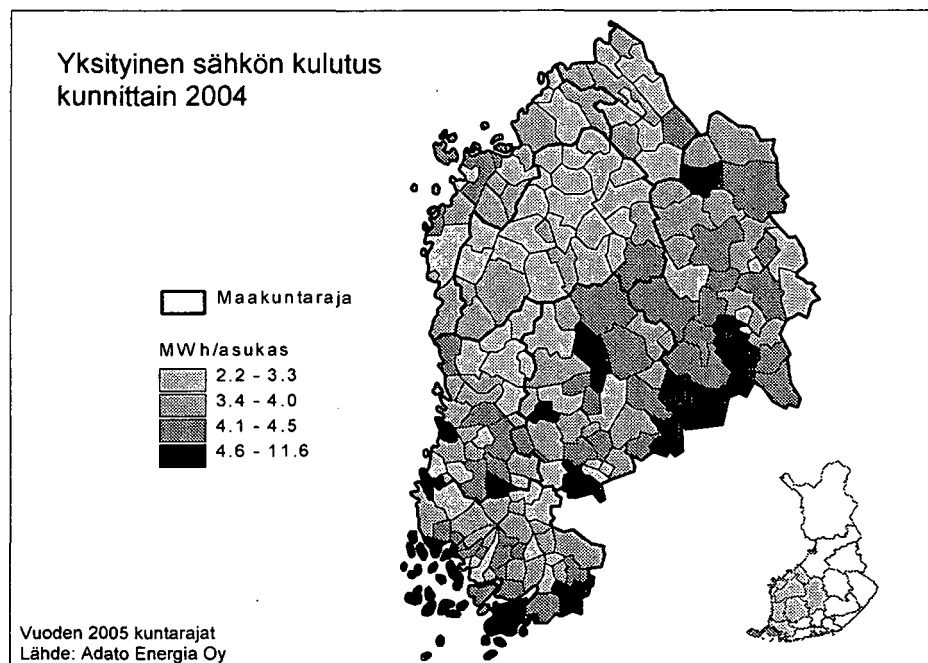 Yksityinen sähkön kulutus
kunnittain 2004
Maakuntaraja
MWh/asukas
2.2 - 3.3
3.4 - 4.0
4.1 - 4.5
4.6 - 11.6
Vuoden 2005 kuntarajat
Lähde: Adato Energia Oy